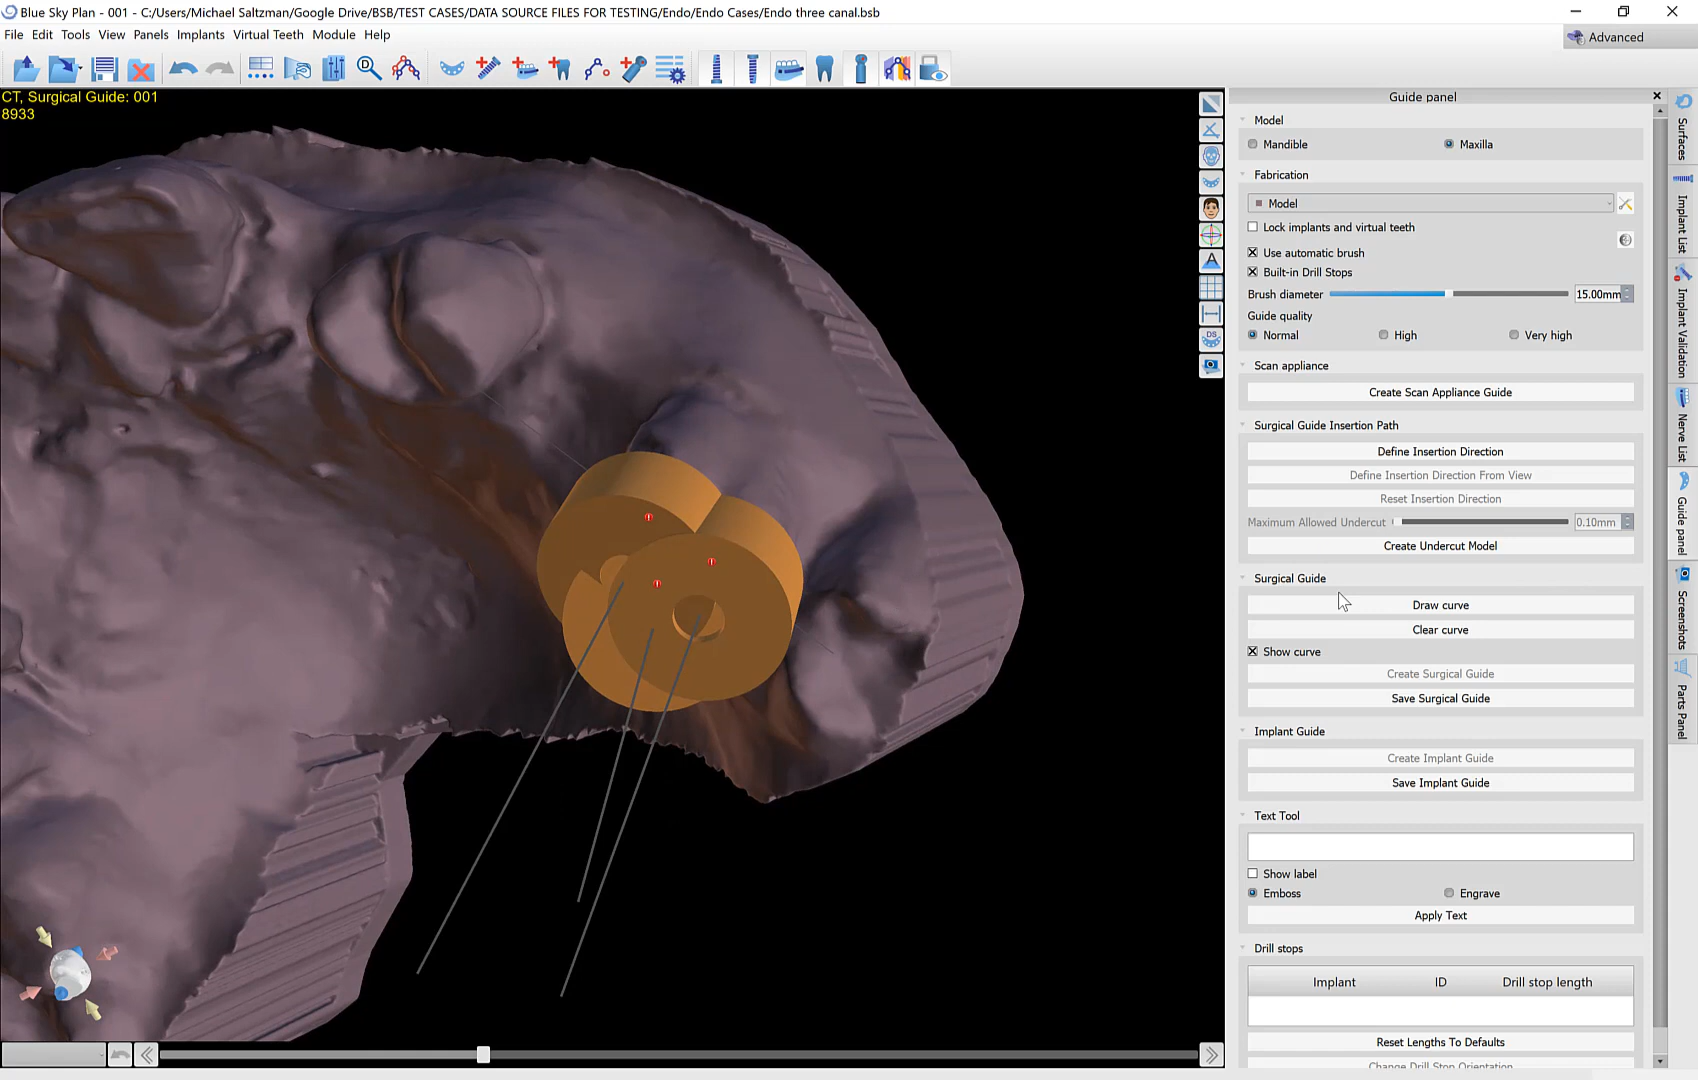 Blue Sky Plan - 001 - C:/Users/Michael Saltzman/Google Drive/BSB/TEST CASES/DATA SOURCE FILES FOR TESTING/Endo/Endo Cases/Endo three canal.bsb
File Edit Tools View Panels Implants Virtual Teeth Module Help
Advanced
CT, Surgical Guide: 001
8933
Guide panel
Model
Mandible Maxilla
Fabrication
Model
Lock implants and virtual teeth
Use automatic brush
Built-in Drill Stops
Brush diameter 15.00mm
Guide quality
Normal High Very high
Scan appliance
Create Scan Appliance Guide
Surgical Guide Insertion Path
Define Insertion Direction
Define Insertion Direction From View
Reset Insertion Direction
Maximum Allowed Undercut 0.10mm
Create Undercut Model
Surgical Guide
Draw curve
Clear curve
Show curve
Create Surgical Guide
Save Surgical Guide
Implant Guide
Create Implant Guide
Save Implant Guide
Text Tool
Show label
Emboss Engrave
Apply Text
Drill stops
Implant ID Drill stop length
Reset Lengths To Defaults
Change Drill Stop Orientation
Surfaces
Implant List
Implant Validation
Nerve List
Guide panel
Screenshots
Parts Panel
DS